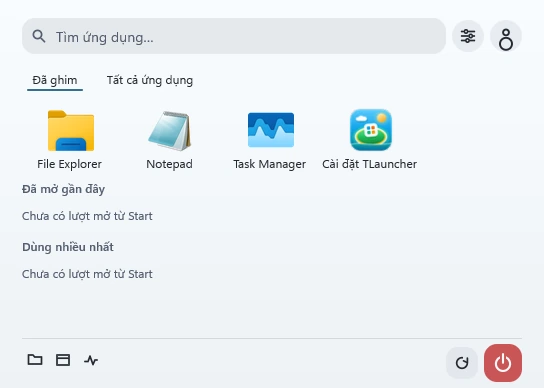 Tìm ứng dụng...
Đã ghim Tất cả ứng dụng
File Explorer Notepad Task Manager Cài đặt TLauncher
Đã mở gần đây
Chưa có lượt mở từ Start
Dùng nhiều nhất
Chưa có lượt mở từ Start